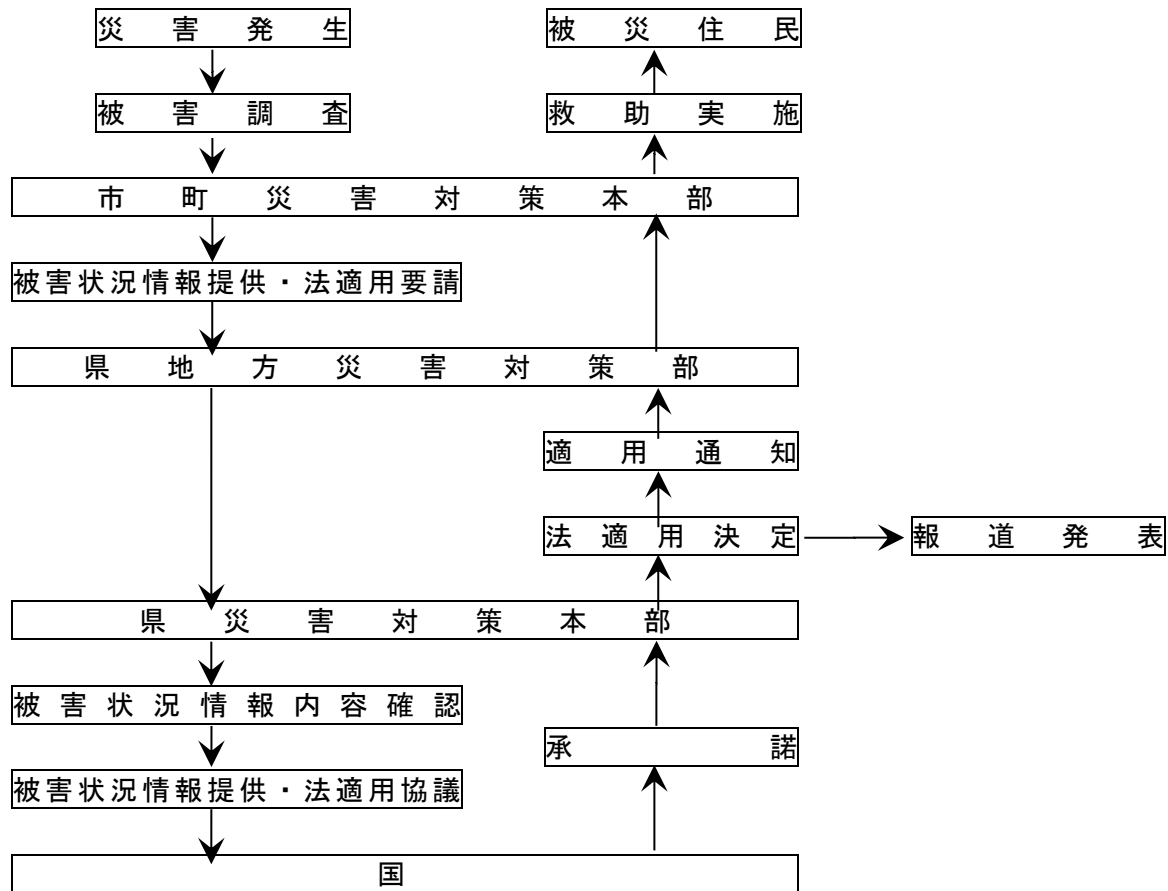 災害発生
被災住民
被害調査
救助実施
市町災害対策本部
被害状況情報提供・法適用要請
県地方災害対策部
適用通知
法適用決定
報道発表
県災害対策本部
被害状況情報内容確認
承諾
被害状況情報提供・法適用協議
国